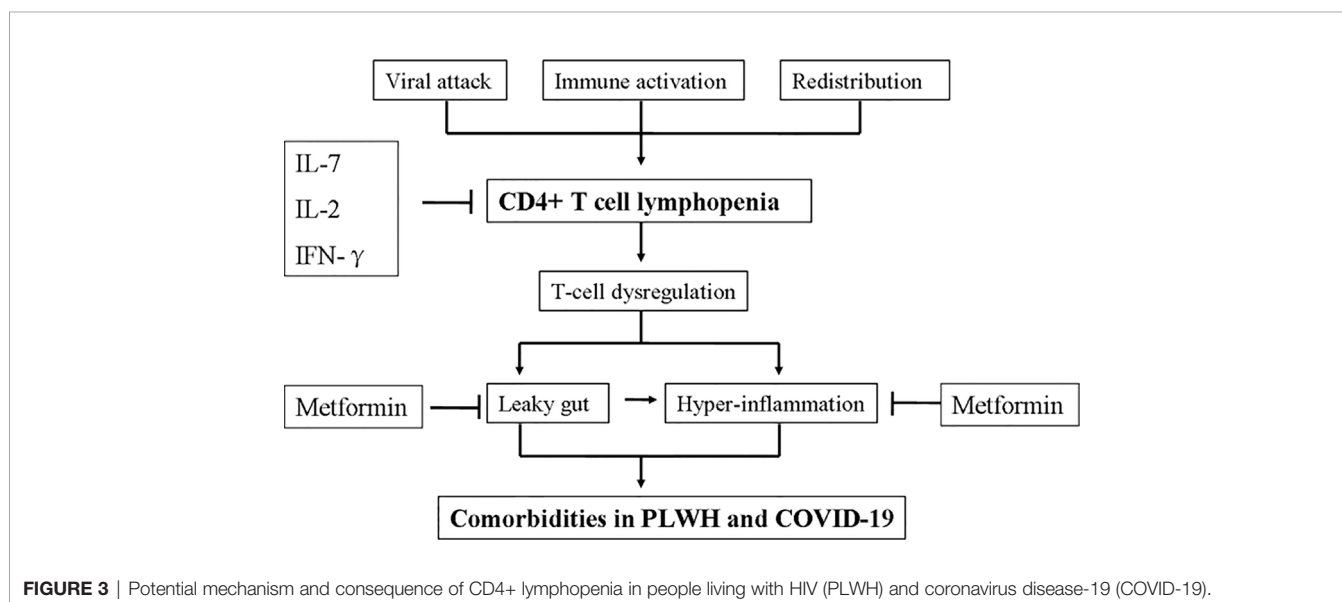 Viral attack
Immune activation
Redistribution
IL-7
IL-2
IFN- γ
CD4+ T cell lymphopenia
T-cell dysregulation
Metformin
Leaky gut
Hyper-inflammation
Metformin
Comorbidities in PLWH and COVID-19
FIGURE 3 | Potential mechanism and consequence of CD4+ lymphopenia in people living with HIV (PLWH) and coronavirus disease-19 (COVID-19).